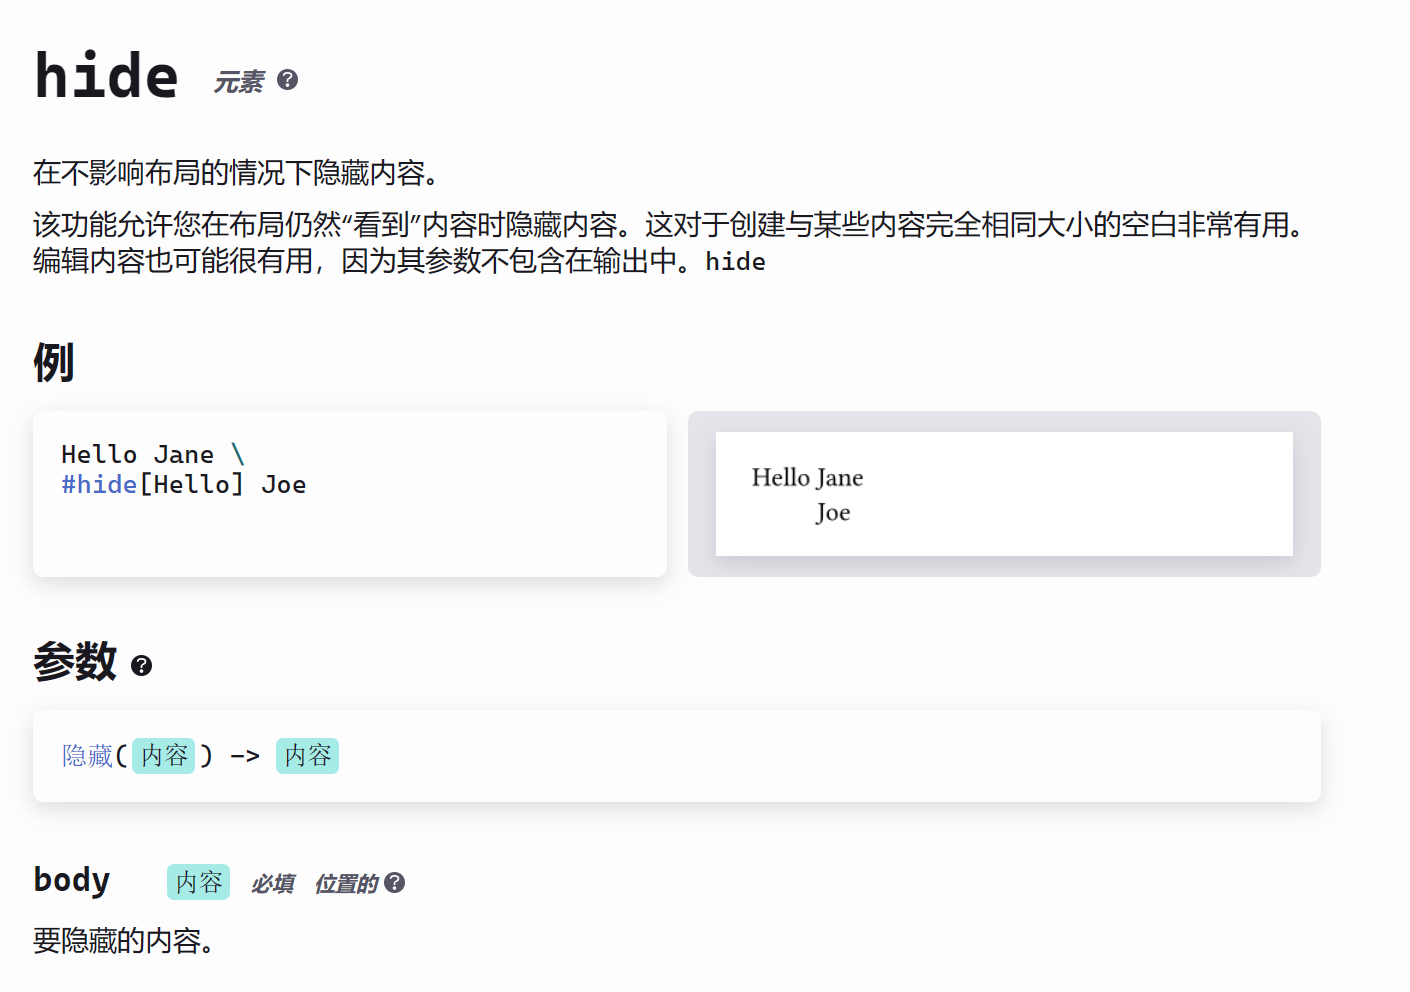 hide 元素 ?
在不影响布局的情况下隐藏内容。
该功能允许您在布局仍然“看到”内容时隐藏内容。这对于创建与某些内容完全相同大小的空白非常有用。
编辑内容也可能很有用，因为其参数不包含在输出中。hide
例
Hello Jane \
#hide[Hello] Joe
Hello Jane
Joe
参数 ?
隐藏(内容) -> 内容
body 内容 必填 位置的 ?
要隐藏的内容。